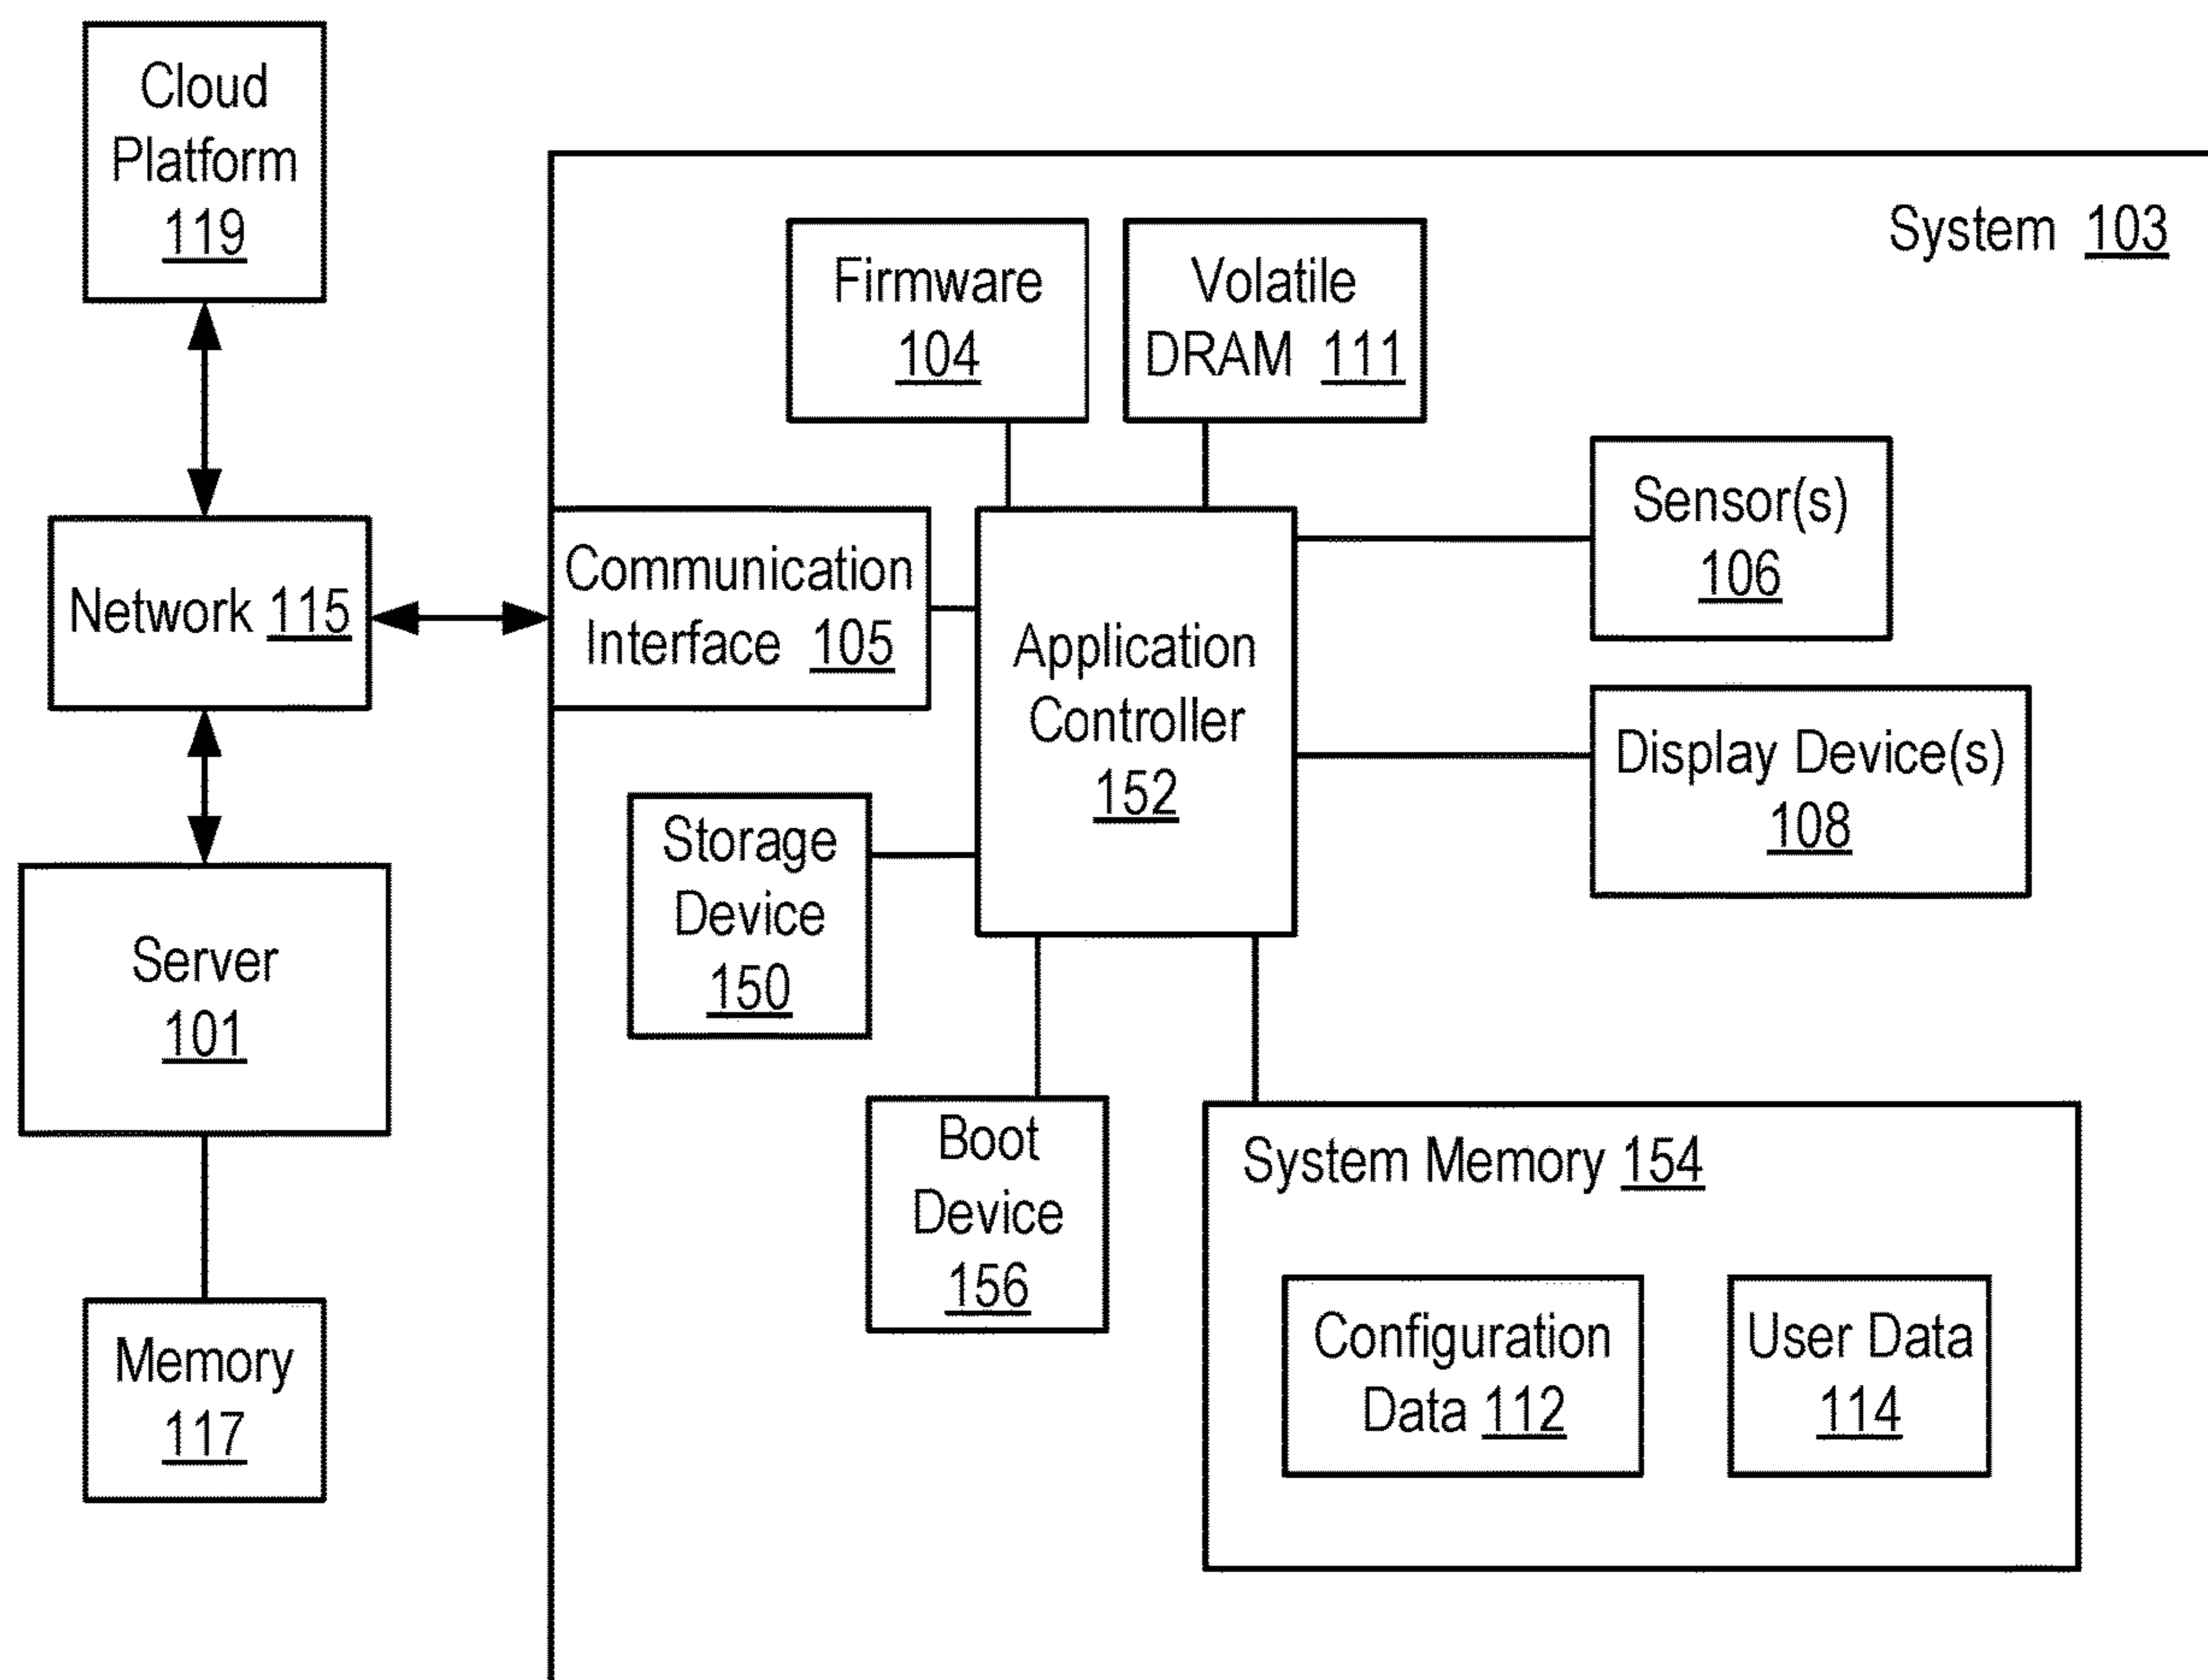 Cloud
Platform
119
System 103
Firmware
104
Volatile
DRAM 111
Sensor(s)
106
Network 115
Communication
Interface 105
Application
Controller
152
Display Device(s)
108
Storage
Device
150
Server
101
Boot
Device
156
System Memory 154
Configuration
Data 112
User Data
114
Memory
117